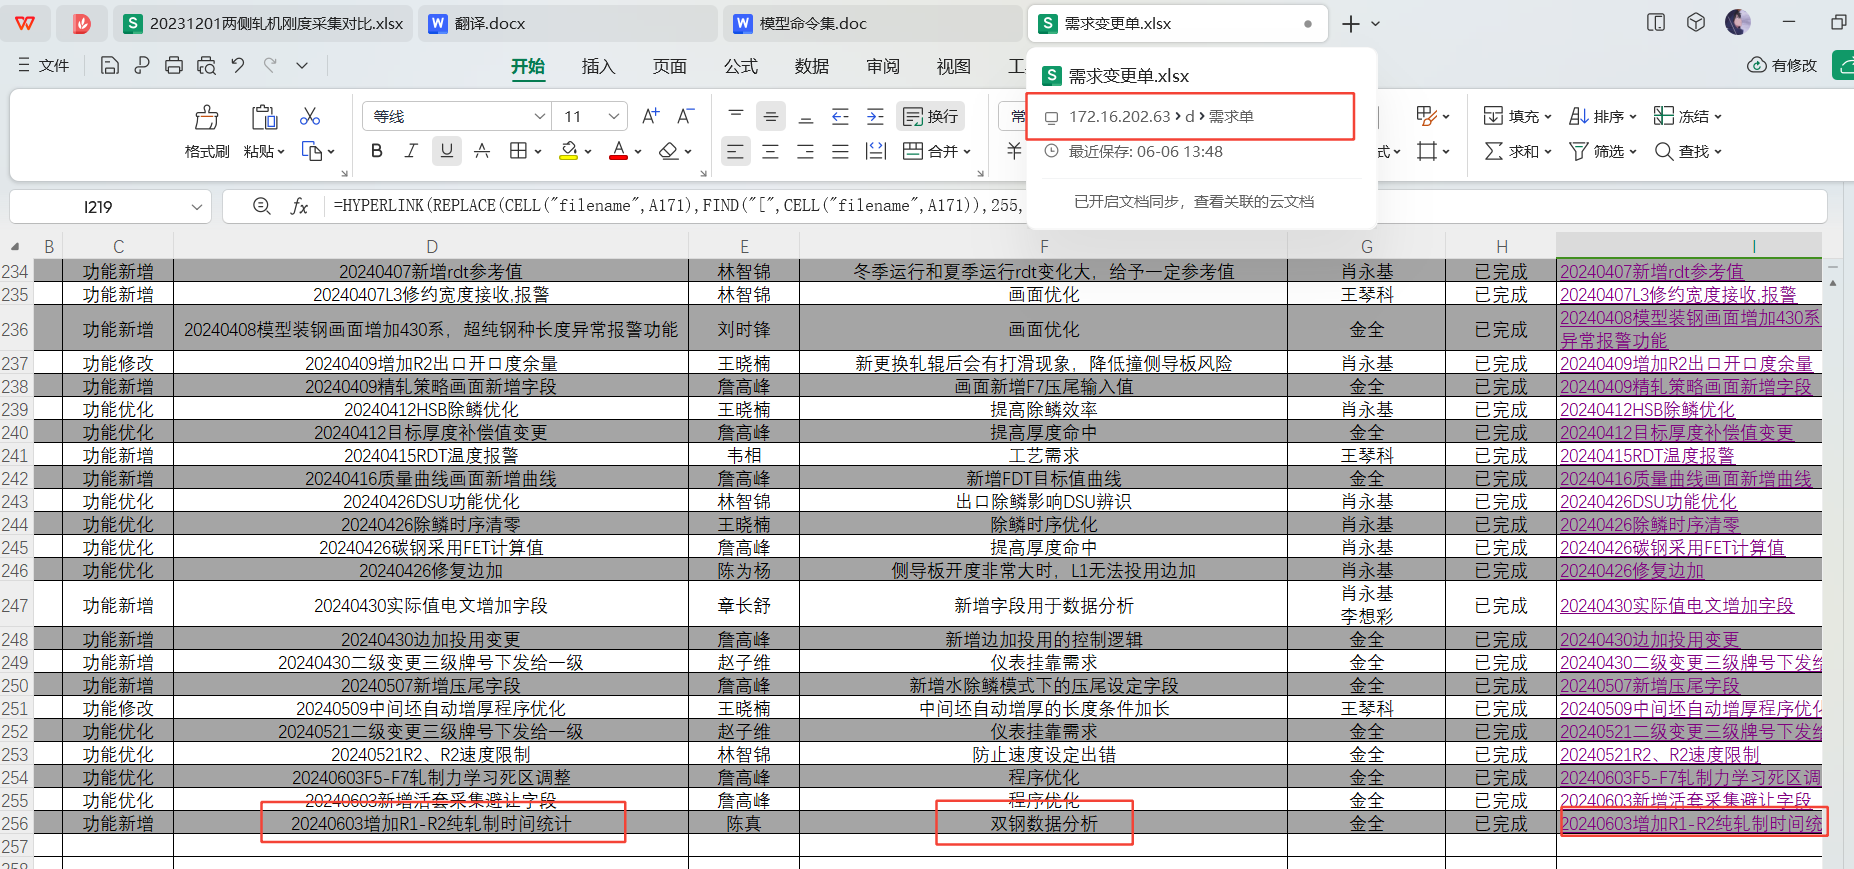 20231201两侧轧机刚度采集对比.xlsx
翻译.docx
模型命令集.doc
需求变更单.xlsx
文件
开始
插入
页面
公式
数据
审阅
视图
有修改
需求变更单.xlsx
172.16.202.63 > d > 需求单
最近保存: 06-06 13:48
已开启文档同步，查看关联的云文档
格式刷
粘贴
等线
11
换行
合并
填充
排序
冻结
求和
筛选
查找
I219
=HYPERLINK(REPLACE(CELL("filename",A171),FIND("[",CELL("filename",A171)),255,
B C D E F G H I
234 功能新增 20240407新增rdt参考值 林智锦 冬季运行和夏季运行rdt变化大，给予一定参考值 肖永基 已完成 20240407新增rdt参考值
235 功能新增 20240407L3修约宽度接收,报警 林智锦 画面优化 王琴科 已完成 20240407L3修约宽度接收,报警
236 功能新增 20240408模型装钢画面增加430系，超纯钢种长度异常报警功能 刘时锋 画面优化 金全 已完成 20240408模型装钢画面增加430系
异常报警功能
237 功能修改 20240409增加R2出口开口度余量 王晓楠 新更换轧辊后会有打滑现象，降低撞侧导板风险 肖永基 已完成 20240409增加R2出口开口度余量
238 功能新增 20240409精轧策略画面新增字段 詹高峰 画面新增F7压尾输入值 金全 已完成 20240409精轧策略画面新增字段
239 功能优化 20240412HSB除鳞优化 王晓楠 提高除鳞效率 肖永基 已完成 20240412HSB除鳞优化
240 功能优化 20240412目标厚度补偿值变更 詹高峰 提高厚度命中 金全 已完成 20240412目标厚度补偿值变更
241 功能新增 20240415RDT温度报警 韦相 工艺需求 王琴科 已完成 20240415RDT温度报警
242 功能新增 20240416质量曲线画面新增曲线 詹高峰 新增FDT目标值曲线 金全 已完成 20240416质量曲线画面新增曲线
243 功能优化 20240426DSU功能优化 林智锦 出口除鳞影响DSU辨识 肖永基 已完成 20240426DSU功能优化
244 功能优化 20240426除鳞时序清零 王晓楠 除鳞时序优化 肖永基 已完成 20240426除鳞时序清零
245 功能优化 20240426碳钢采用FET计算值 詹高峰 提高厚度命中 肖永基 已完成 20240426碳钢采用FET计算值
246 功能优化 20240426修复边加 陈为杨 侧导板开度非常大时，L1无法投用边加 肖永基 已完成 20240426修复边加
247 功能新增 20240430实际值电文增加字段 章长舒 新增字段用于数据分析 肖永基
李想彩 已完成 20240430实际值电文增加字段
248 功能新增 20240430边加投用变更 詹高峰 新增边加投用的控制逻辑 金全 已完成 20240430边加投用变更
249 功能新增 20240430二级变更三级牌号下发给一级 赵子维 仪表挂靠需求 金全 已完成 20240430二级变更三级牌号下发给
250 功能新增 20240507新增压尾字段 詹高峰 新增水除鳞模式下的压尾设定字段 金全 已完成 20240507新增压尾字段
251 功能修改 20240509中间坯自动增厚程序优化 王晓楠 中间坯自动增厚的长度条件加长 王琴科 已完成 20240509中间坯自动增厚程序优化
252 功能优化 20240521二级变更三级牌号下发给一级 赵子维 仪表挂靠需求 金全 已完成 20240521二级变更三级牌号下发给
253 功能优化 20240521R2、R2速度限制 林智锦 防止速度设定出错 金全 已完成 20240521R2、R2速度限制
254 功能优化 20240603F5-F7轧制力学习死区调整 詹高峰 程序优化 金全 已完成 20240603F5-F7轧制力学习死区调
255 功能优化 20240603新增活套采集避让字段 詹高峰 程序优化 金全 已完成 20240603新增活套采集避让字段
256 功能新增 20240603增加R1-R2纯轧制时间统计 陈真 双钢数据分析 金全 已完成 20240603增加R1-R2纯轧制时间统
257